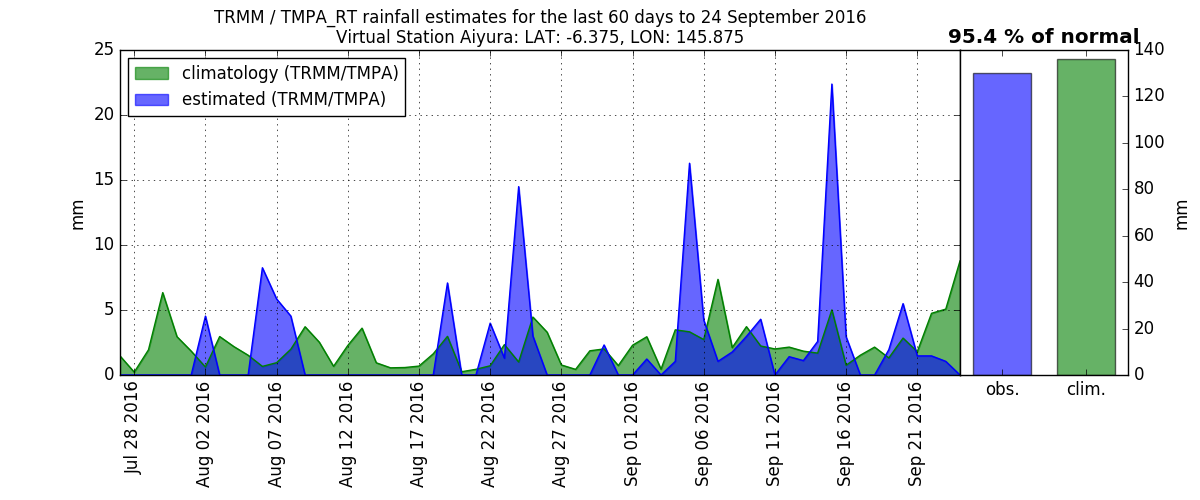 TRMM / TMPA_RT rainfall estimates for the last 60 days to 24 September 2016
Virtual Station Aiyura: LAT: -6.375, LON: 145.875
95.4 % of normal
climatology (TRMM/TMPA)
estimated (TRMM/TMPA)
25
20
15
10
5
0
mm
Jul 28 2016
Aug 02 2016
Aug 07 2016
Aug 12 2016
Aug 17 2016
Aug 22 2016
Aug 27 2016
Sep 01 2016
Sep 06 2016
Sep 11 2016
Sep 16 2016
Sep 21 2016
obs.
clim.
140
120
100
80
60
40
20
0
mm